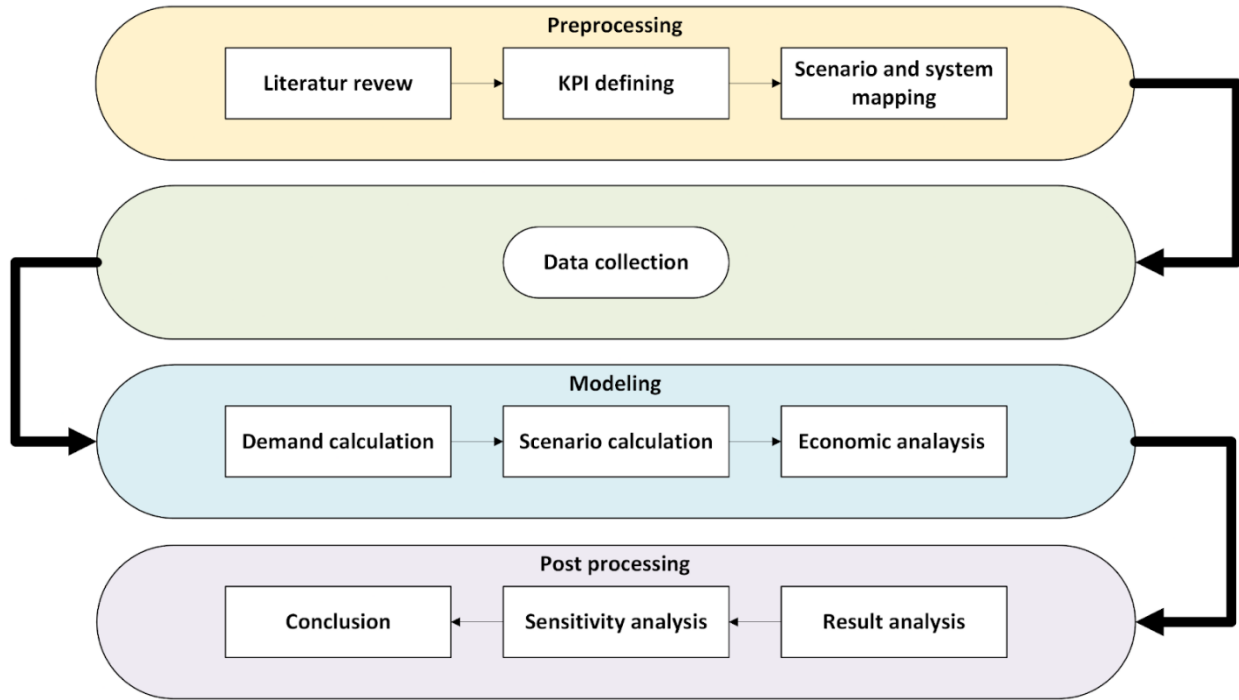 Preprocessing
Literatur revew
KPI defining
Scenario and system
mapping
Data collection
Modeling
Demand calculation
Scenario calculation
Economic analaysis
Post processing
Conclusion
Sensitivity analysis
Result analysis